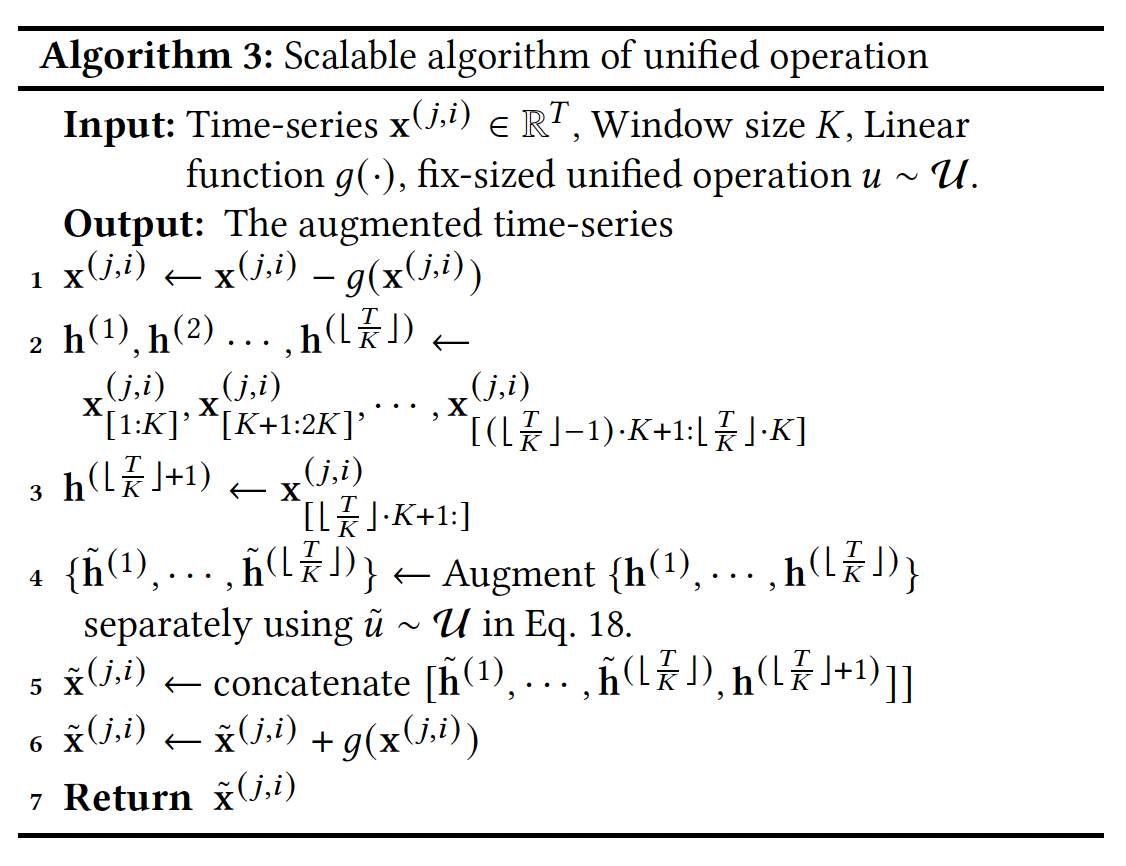 Algorithm 3: Scalable algorithm of unified operation
Input: Time-series $\mathbf{x}^{(j,i)} \in \mathbb{R}^T$, Window size $K$, Linear
function $g(\cdot)$, fix-sized unified operation $u \sim \mathcal{U}$.
Output: The augmented time-series
1 $\mathbf{x}^{(j,i)} \leftarrow \mathbf{x}^{(j,i)} - g(\mathbf{x}^{(j,i)})$
2 $\mathbf{h}^{(1)}, \mathbf{h}^{(2)} \cdots, \mathbf{h}^{(\lfloor \frac{T}{K} \rfloor)} \leftarrow$
$\mathbf{x}^{(j,i)}_{[1:K]}, \mathbf{x}^{(j,i)}_{[K+1:2K]}, \cdots, \mathbf{x}^{(j,i)}_{[(\lfloor \frac{T}{K} \rfloor - 1) \cdot K + 1 : \lfloor \frac{T}{K} \rfloor \cdot K]}$
3 $\mathbf{h}^{(\lfloor \frac{T}{K} \rfloor + 1)} \leftarrow \mathbf{x}^{(j,i)}_{[\lfloor \frac{T}{K} \rfloor \cdot K + 1:]}$
4 $\{\tilde{\mathbf{h}}^{(1)}, \cdots, \tilde{\mathbf{h}}^{(\lfloor \frac{T}{K} \rfloor)}\} \leftarrow$ Augment $\{\mathbf{h}^{(1)}, \cdots, \mathbf{h}^{(\lfloor \frac{T}{K} \rfloor)}\}$
separately using $\tilde{u} \sim \mathcal{U}$ in Eq. 18.
5 $\tilde{\mathbf{x}}^{(j,i)} \leftarrow$ concatenate $[\tilde{\mathbf{h}}^{(1)}, \cdots, \tilde{\mathbf{h}}^{(\lfloor \frac{T}{K} \rfloor)}, \mathbf{h}^{(\lfloor \frac{T}{K} \rfloor + 1)}]]$
6 $\tilde{\mathbf{x}}^{(j,i)} \leftarrow \tilde{\mathbf{x}}^{(j,i)} + g(\mathbf{x}^{(j,i)})$
7 Return $\tilde{\mathbf{x}}^{(j,i)}$